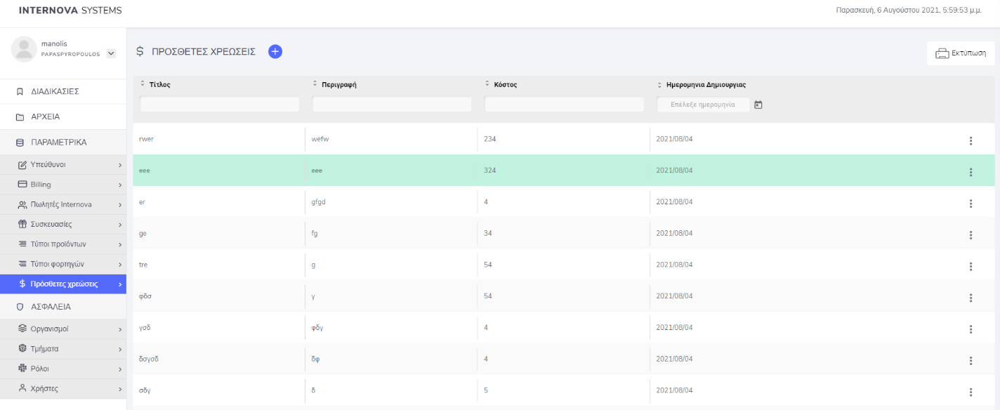 INTERNOVA SYSTEMS
Παρασκευή, 6 Αυγούστου 2021, 5:59:53 μ.μ.
manolis
PAPASPYROPOULOS
ΔΙΑΔΙΚΑΣΙΕΣ
ΑΡΧΕΙΑ
ΠΑΡΑΜΕΤΡΙΚΑ
Υπεύθυνοι
Billing
Πωλητές Internova
Συσκευασίες
Τύποι προϊόντων
Τύποι φορτηγών
Πρόσθετες χρεώσεις
ΑΣΦΑΛΕΙΑ
Οργανισμοί
Τμήματα
Ρόλοι
Χρήστες
ΠΡΟΣΘΕΤΕΣ ΧΡΕΩΣΕΙΣ
Εκτύπωση
Τίτλος Περιγραφή Κόστος Ημερομηνια Δημιουργιας
Επέλεξε ημερομηνία
rwer wefw 234 2021/08/04
eee eee 324 2021/08/04
er gfgd 4 2021/08/04
ge fg 34 2021/08/04
tre g 54 2021/08/04
φδσ γ 54 2021/08/04
γσδ φδγ 4 2021/08/04
δσγσδ δφ 4 2021/08/04
σδγ δ 5 2021/08/04